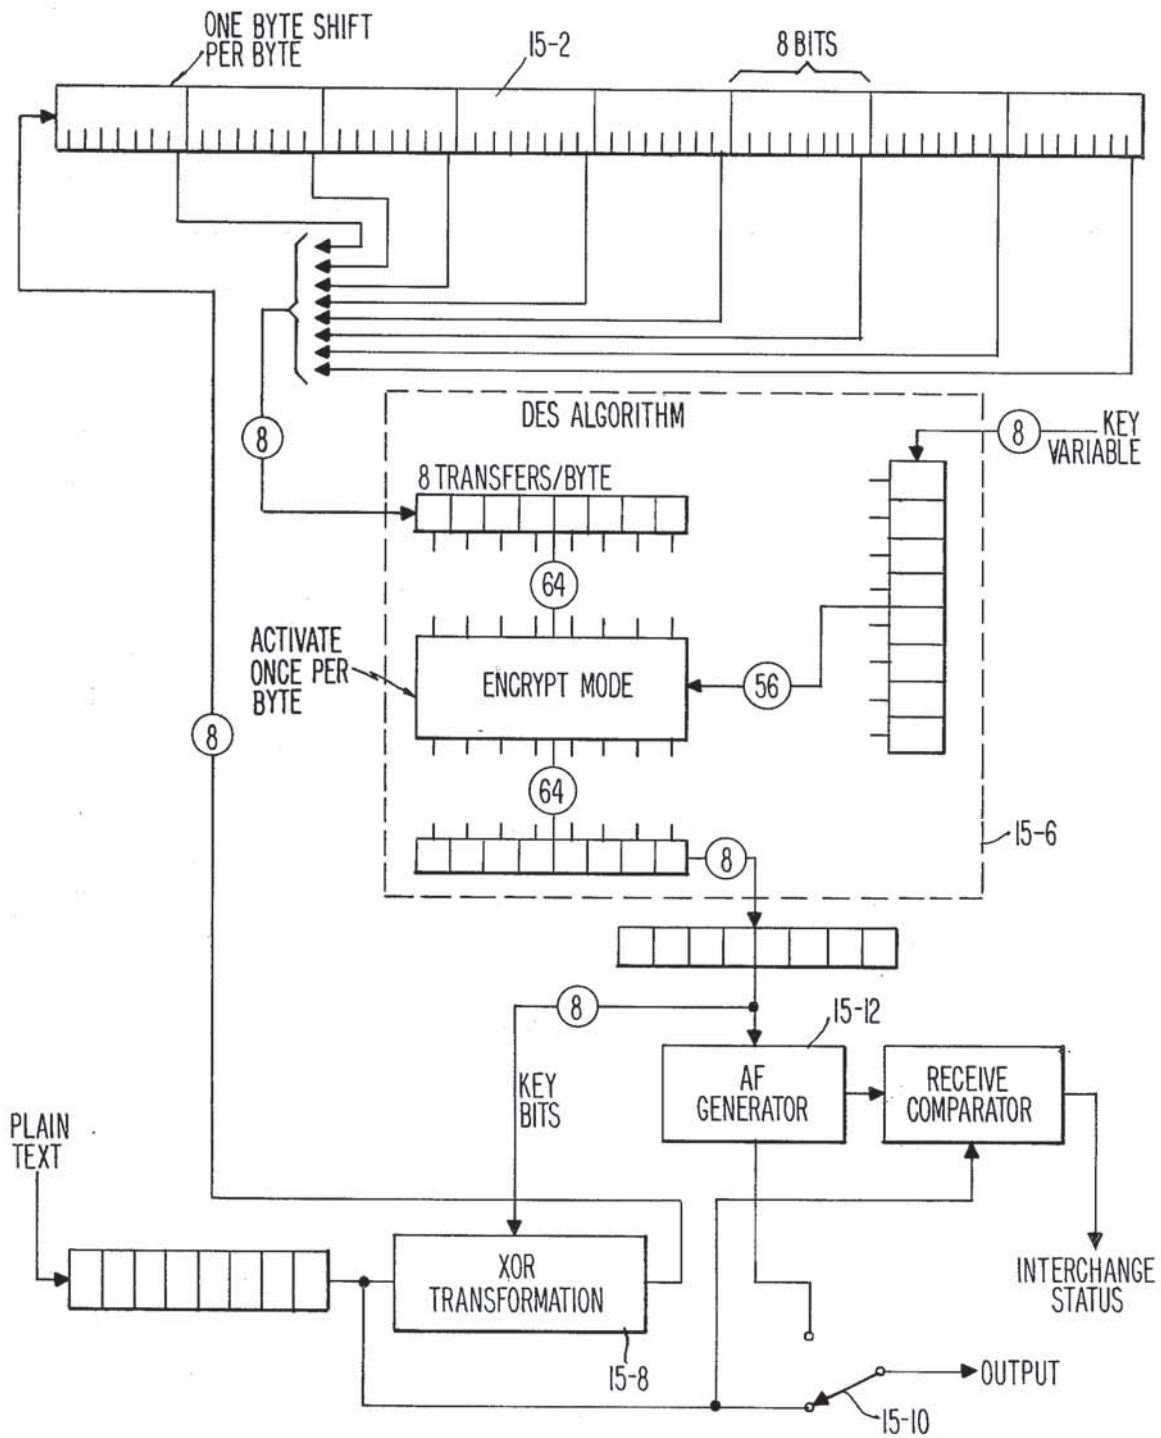 ONE BYTE SHIFT
PER BYTE
15-2
8 BITS
DES ALGORITHM
8
KEY
VARIABLE
8
8 TRANSFERS/BYTE
64
ACTIVATE
ONCE PER
BYTE
ENCRYPT MODE
56
8
64
15-6
8
8
15-12
KEY
BITS
AF
GENERATOR
RECEIVE
COMPARATOR
PLAIN
TEXT
XOR
TRANSFORMATION
INTERCHANGE
STATUS
15-8
OUTPUT
15-10